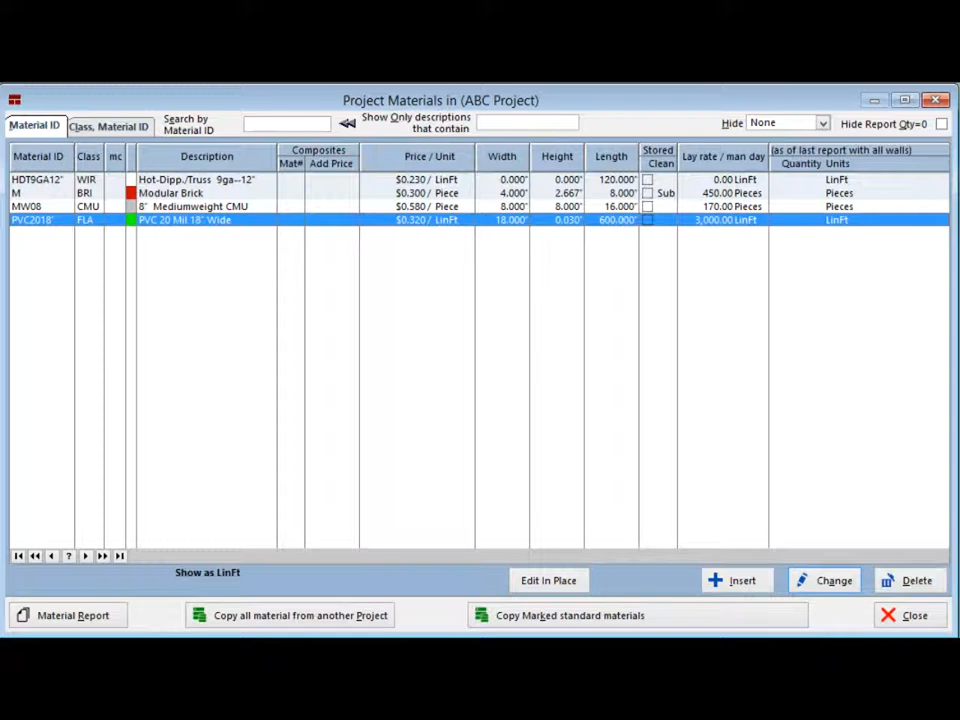 Project Materials in (ABC Project)
Material ID
Class, Material ID
Search by
Material ID
Show Only descriptions
that contain
Hide None
Hide Report Qty=0
Material ID Class mc Description Composites Mat# Add Price Price / Unit Width Height Length Stored Clean Lay rate / man day (as of last report with all walls) Quantity Units
HDT9GA12" WIR Hot-Dipp./Truss 9ga--12" $0.230 / LinFt 0.000" 0.000" 120.000" 0.00 LinFt LinFt
M BRI Modular Brick $0.300 / Piece 4.000" 2.667" 8.000" Sub 450.00 Pieces Pieces
MW08 CMU 8" Mediumweight CMU $0.580 / Piece 8.000" 8.000" 16.000" 170.00 Pieces Pieces
PVC2018" FLA PVC 20 Mil 18" Wide $0.320 / LinFt 18.000" 0.030" 600.000" 3,000.00 LinFt LinFt
?
Show as LinFt
Edit In Place
Insert
Change
Delete
Material Report
Copy all material from another Project
Copy Marked standard materials
Close